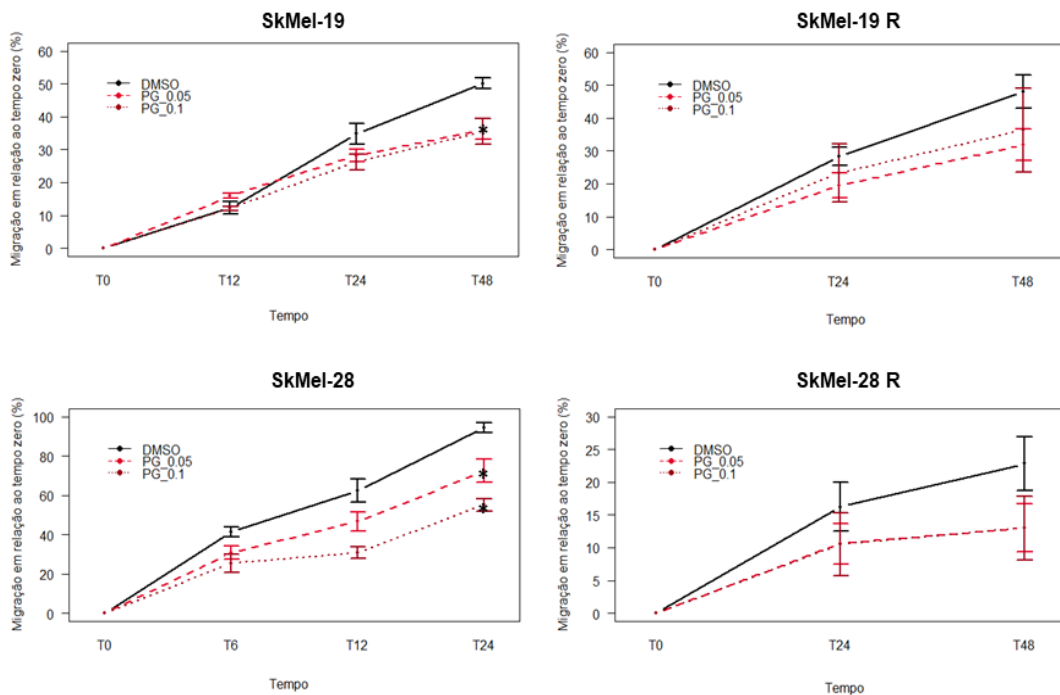 SkMel-19
Migração em relação ao tempo zero (%)
60
50
40
30
20
10
0
DMSO
PG_0.05
PG_0.1
*
T0 T12 T24 T48
Tempo
SkMel-19 R
Migração em relação ao tempo zero (%)
60
50
40
30
20
10
0
DMSO
PG_0.05
PG_0.1
T0 T24 T48
Tempo
SkMel-28
Migração em relação ao tempo zero (%)
100
80
60
40
20
0
DMSO
PG_0.05
PG_0.1
*
*
T0 T6 T12 T24
Tempo
SkMel-28 R
Migração em relação ao tempo zero (%)
30
25
20
15
10
5
0
DMSO
PG_0.05
PG_0.1
T0 T24 T48
Tempo